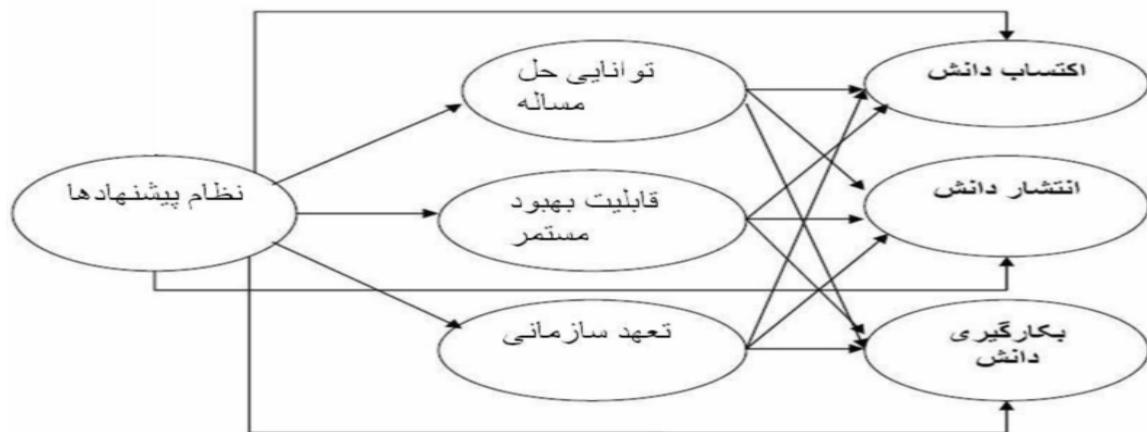 توانایی حل
مساله
اکتساب دانش
نظام پیشنهادها
قابلیت بهبود
مستمر
انتشار دانش
تعهد سازمانی
بکارگیری
دانش